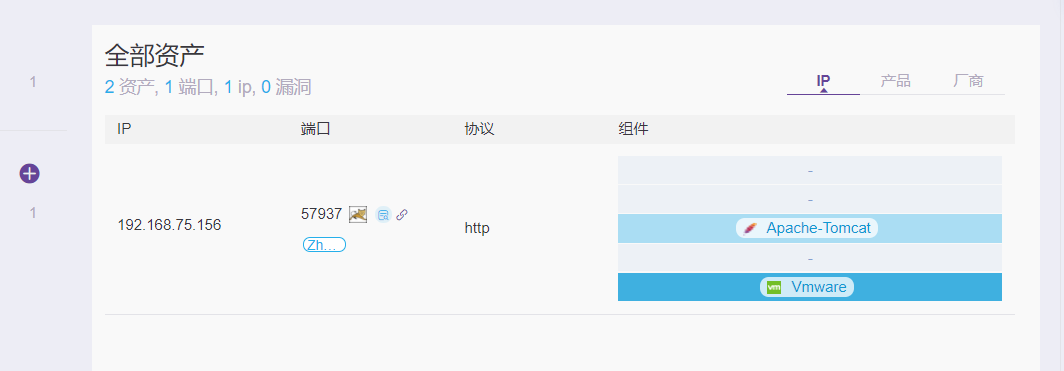 全部资产
2 资产, 1 端口, 1 ip, 0 漏洞
IP 产品 厂商
1
IP 端口 协议 组件
-
-
1
192.168.75.156 57937 http
Zh...
Apache-Tomcat
-
vm Vmware